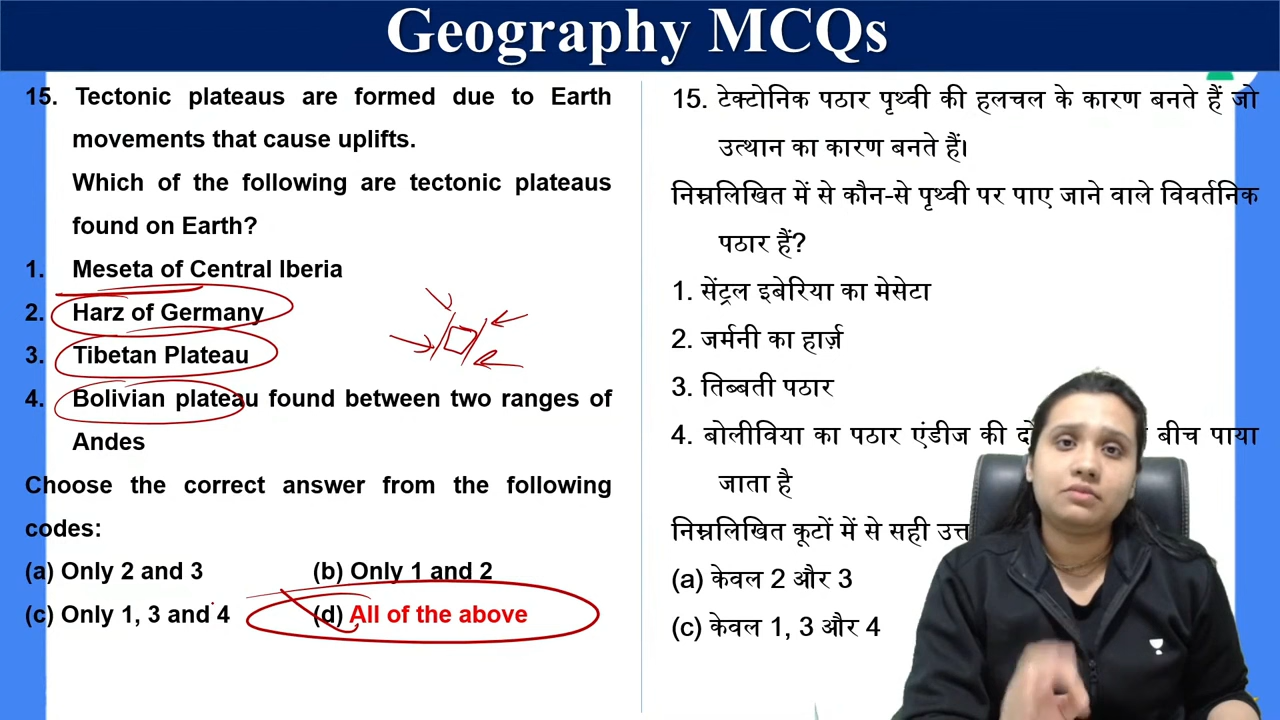 Geography MCQs
15. Tectonic plateaus are formed due to Earth
movements that cause uplifts.
Which of the following are tectonic plateaus
found on Earth?
1. Meseta of Central Iberia
2. Harz of Germany
3. Tibetan Plateau
4. Bolivian plateau found between two ranges of
Andes
Choose the correct answer from the following
codes:
(a) Only 2 and 3 (b) Only 1 and 2
(c) Only 1, 3 and 4 (d) All of the above
15. टेक्टोनिक पठार पृथ्वी की हलचल के कारण बनते हैं जो
उत्थान का कारण बनते हैं।
निम्नलिखित में से कौन-से पृथ्वी पर पाए जाने वाले विवर्तनिक
पठार हैं?
1. सेंट्रल इबेरिया का मेसेटा
2. जर्मनी का हार्ज़
3. तिब्बती पठार
4. बोलीविया का पठार एंडीज की बीच पाया
जाता है
निम्नलिखित कूटों में से सही
(a) केवल 2 और 3
(c) केवल 1, 3 और 4